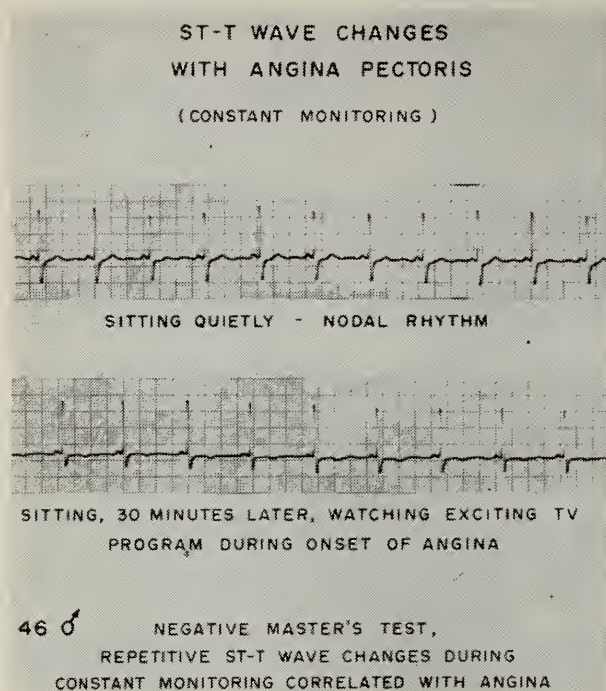 ST-T WAVE CHANGES
WITH ANGINA PECTORIS
(CONSTANT MONITORING)
SITTING QUIETLY - NODAL RHYTHM
SITTING, 30 MINUTES LATER, WATCHING EXCITING TV
PROGRAM DURING ONSET OF ANGINA
46 ♂ NEGATIVE MASTER'S TEST,
REPETITIVE ST-T WAVE CHANGES DURING
CONSTANT MONITORING CORRELATED WITH ANGINA